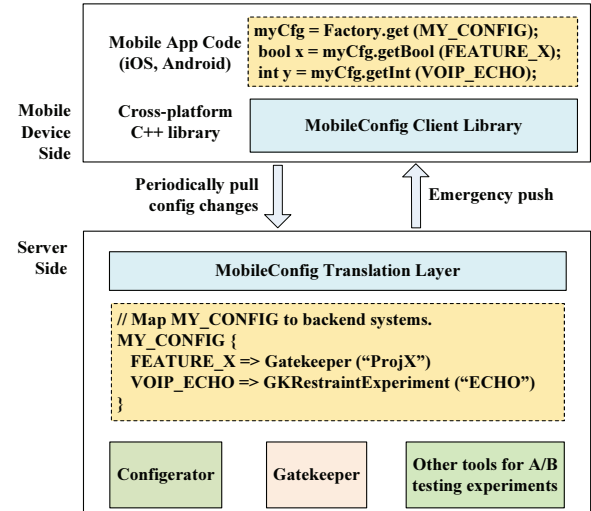 Mobile App Code
(iOS, Android)
myCfg = Factory.get (MY_CONFIG);
bool x = myCfg.getBool (FEATURE_X);
int y = myCfg.getInt (VOIP_ECHO);
Mobile
Device
Side
Cross-platform
C++ library
MobileConfig Client Library
Periodically pull
config changes
Emergency push
Server
Side
MobileConfig Translation Layer
// Map MY_CONFIG to backend systems.
MY_CONFIG {
FEATURE_X => Gatekeeper (“ProjX”)
VOIP_ECHO => GKRestraintExperiment (“ECHO”)
}
Configerator
Gatekeeper
Other tools for A/B
testing experiments